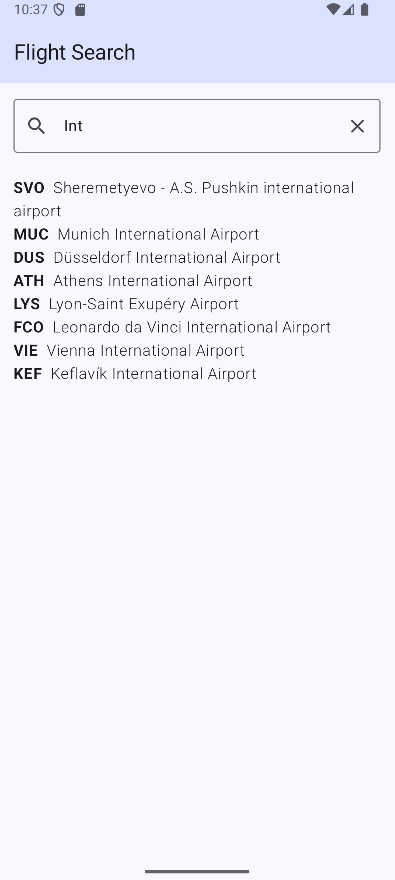 10:37
Flight Search
Int
SVO Sheremetyevo - A.S. Pushkin international
airport
MUC Munich International Airport
DUS Düsseldorf International Airport
ATH Athens International Airport
LYS Lyon-Saint Exupéry Airport
FCO Leonardo da Vinci International Airport
VIE Vienna International Airport
KEF Keflavík International Airport